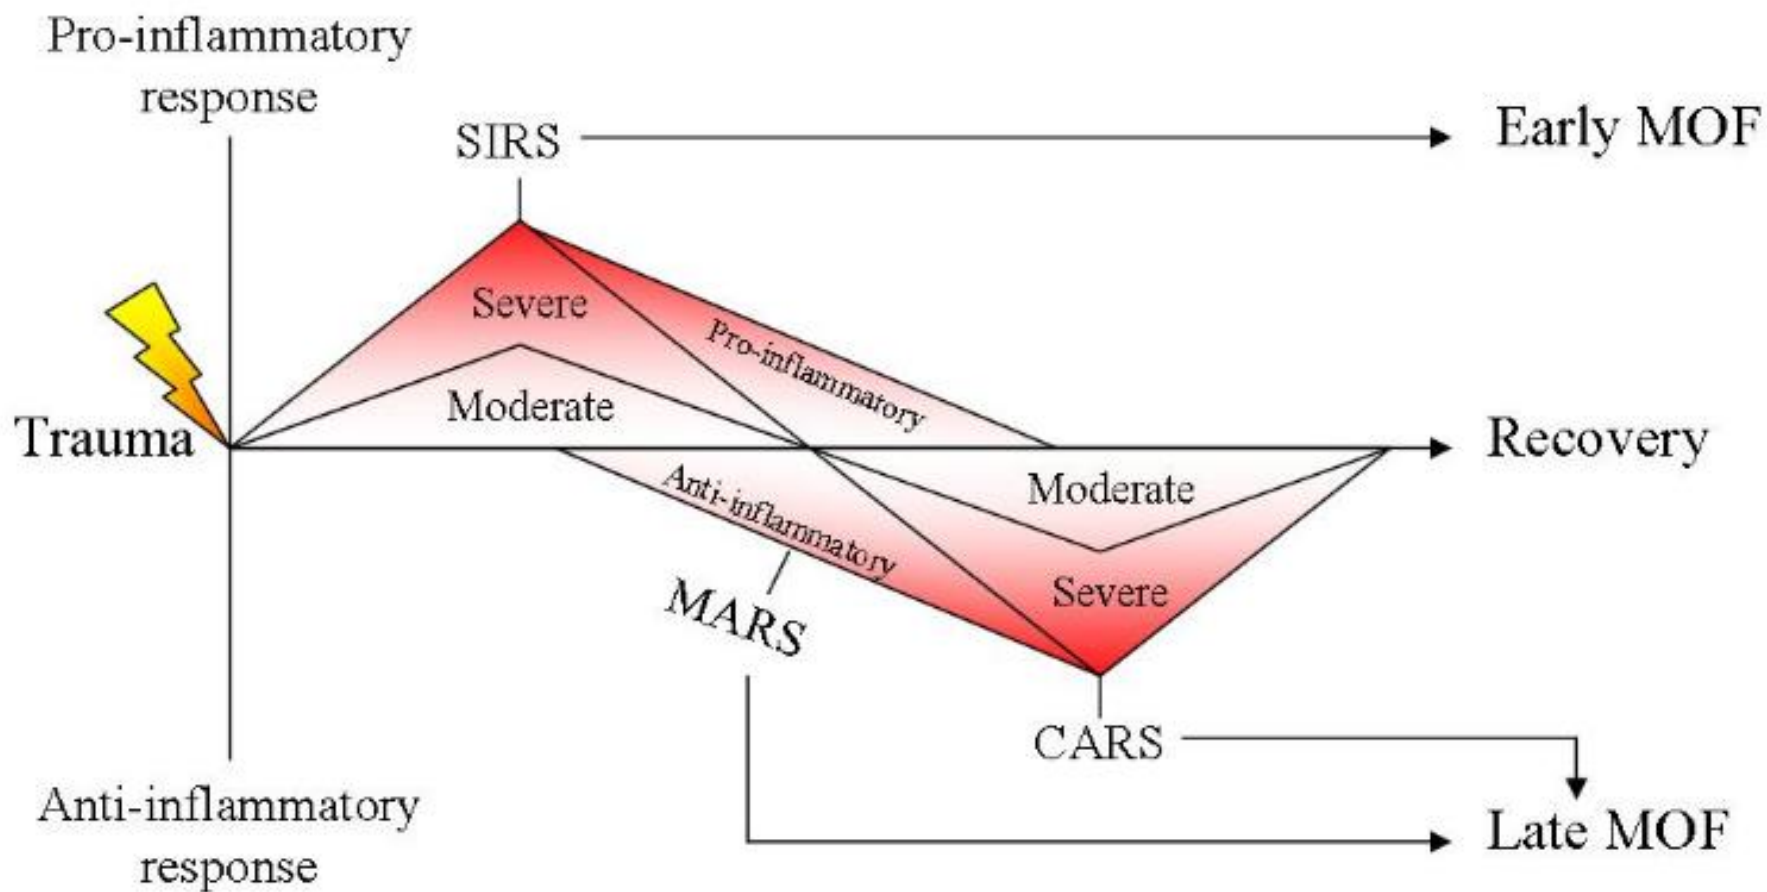 Pro-inflammatory
response
SIRS
Early MOF
Severe
Pro-inflammatory
Moderate
Trauma
Recovery
Anti-inflammatory
Moderate
Severe
MARS
CARS
Anti-inflammatory
response
Late MOF